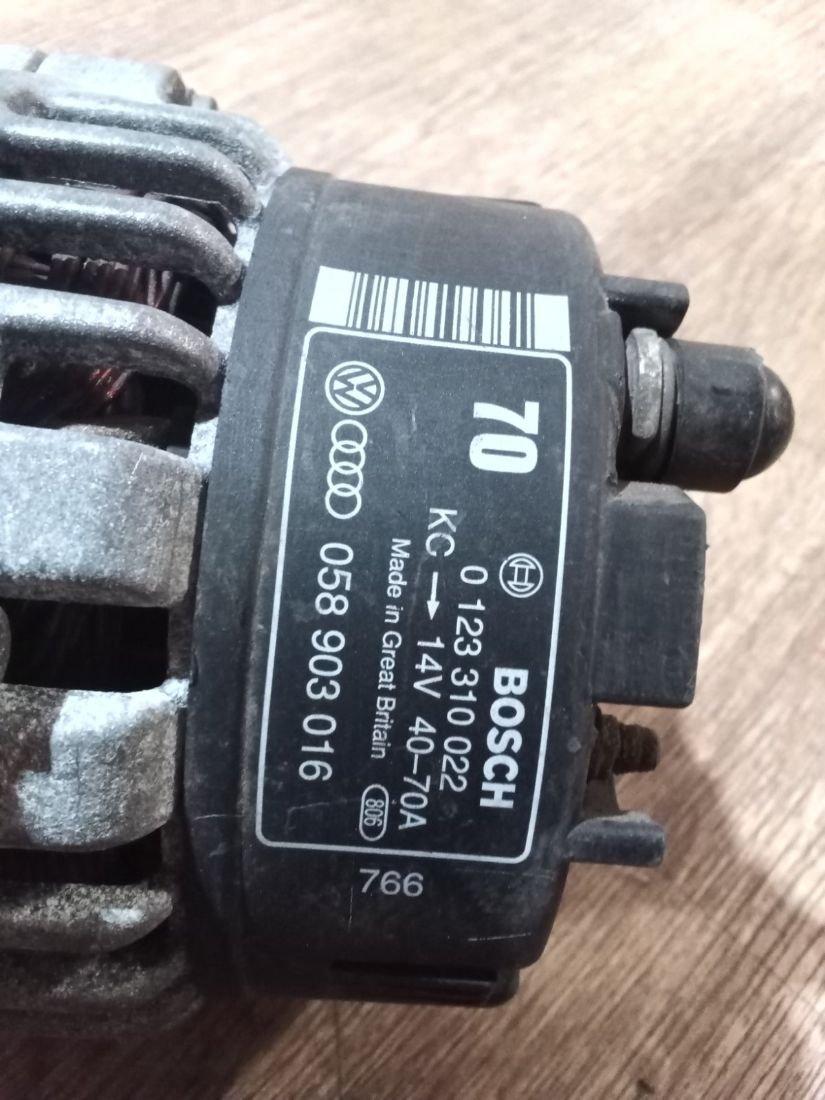 70
BOSCH
0 123 310 022
KC → 14V 40–70A
Made in Great Britain 806
058 903 016
766